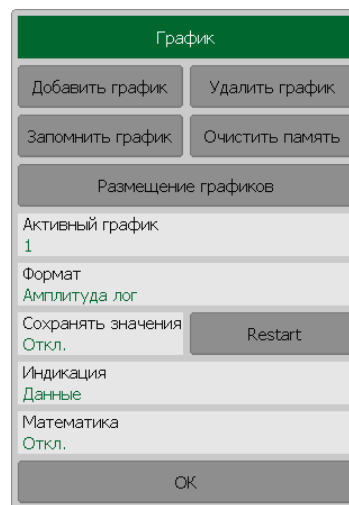 График
Добавить график
Удалить график
Запомнить график
Очистить память
Размещение графиков
Активный график
1
Формат
Амплитуда лог
Сохранять значения
Откл.
Restart
Индикация
Данные
Математика
Откл.
ОК